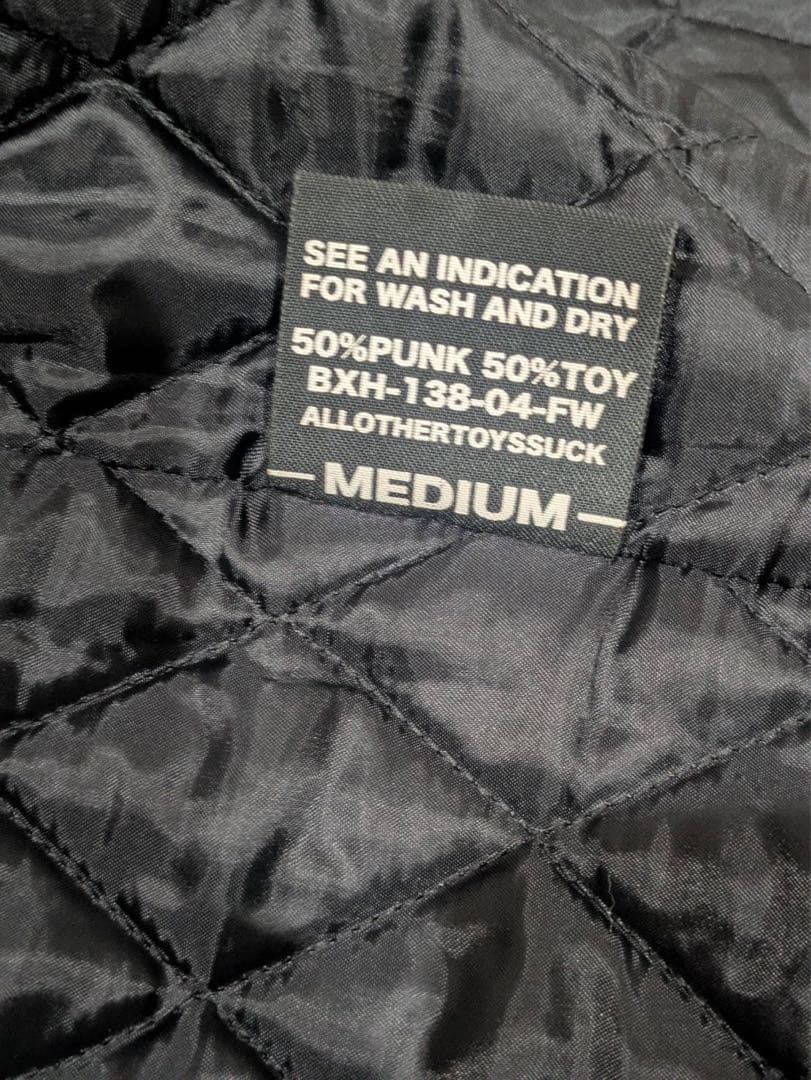 SEE AN INDICATION
FOR WASH AND DRY
50%PUNK 50%TOY
BXH-138-04-FW
ALLOTHERTOYSSUCK
— MEDIUM —